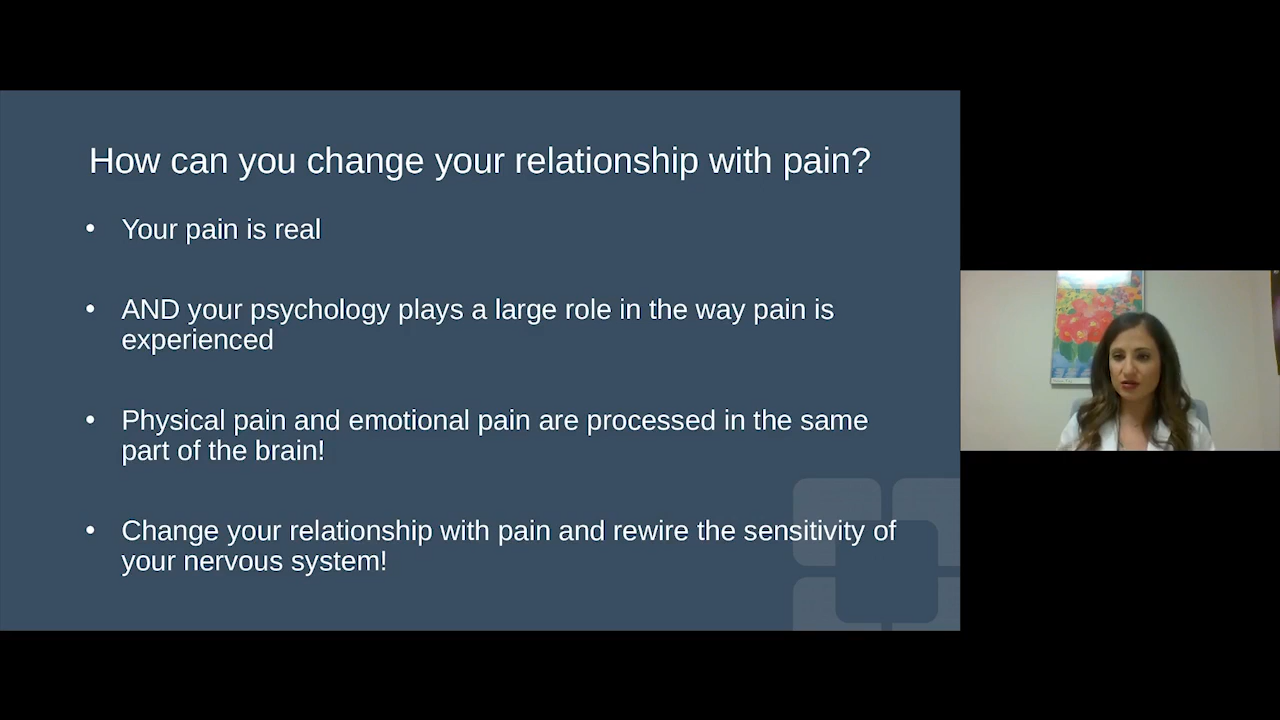 How can you change your relationship with pain?
• Your pain is real
• AND your psychology plays a large role in the way pain is
experienced
• Physical pain and emotional pain are processed in the same
part of the brain!
• Change your relationship with pain and rewire the sensitivity of
your nervous system!